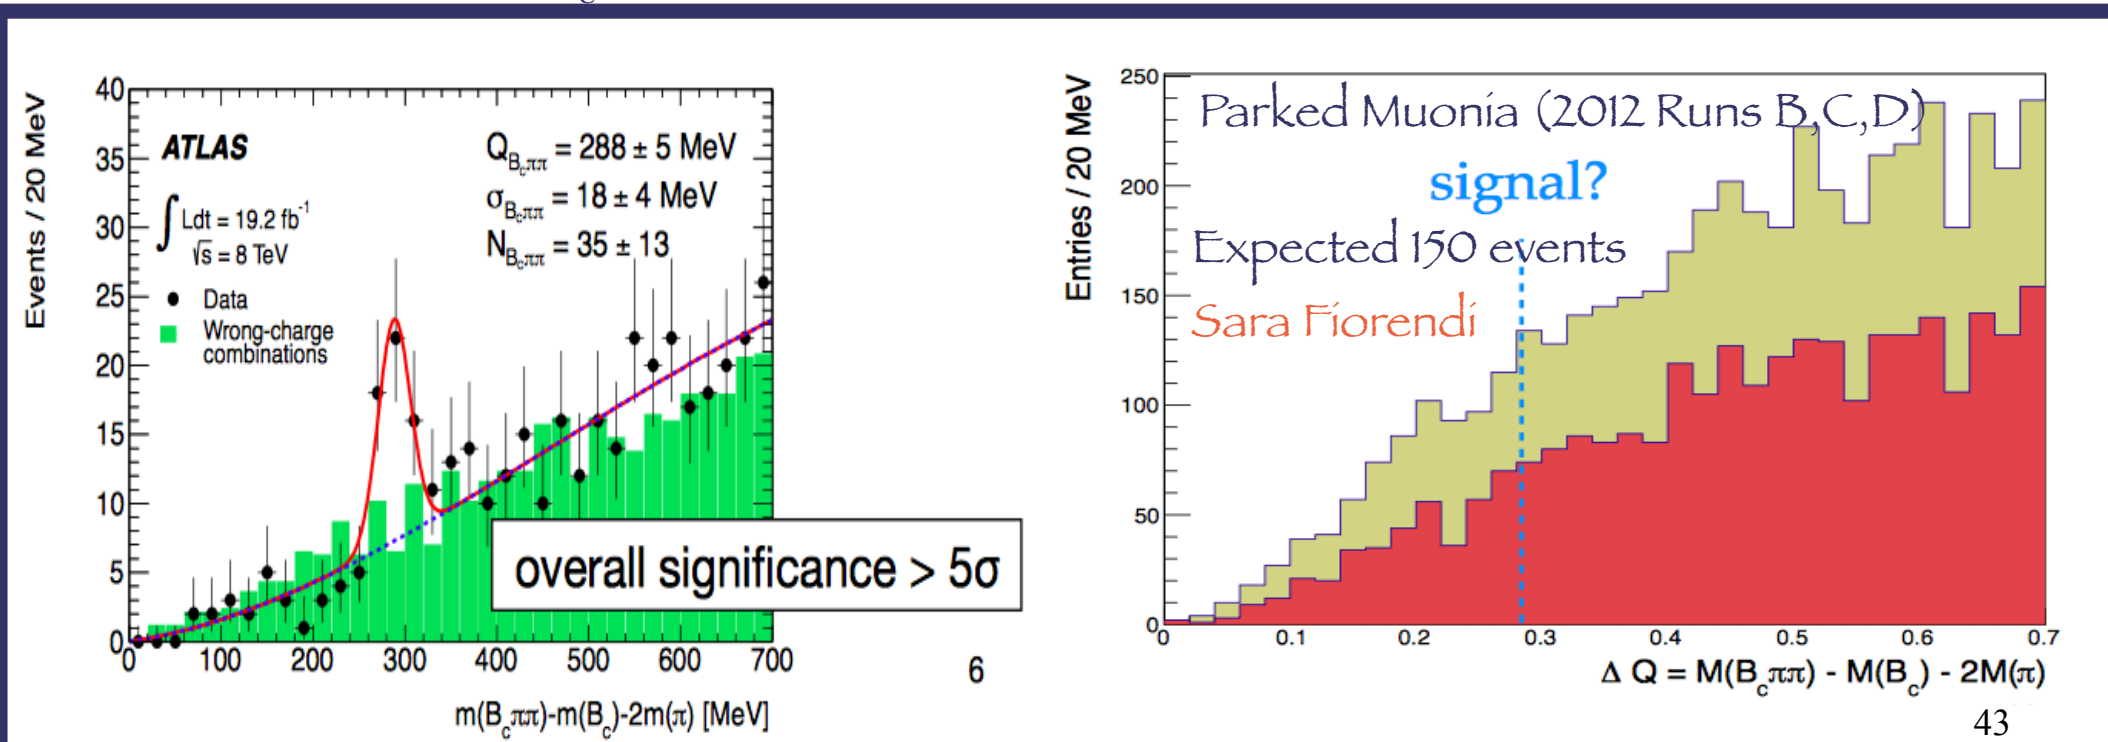 40
35
30
25
20
15
10
5
0
Events / 20 MeV
ATLAS
∫ Ldt = 19.2 fb⁻¹
√s = 8 TeV
Data
Wrong-charge
combinations
Q_{B_cππ} = 288 ± 5 MeV
σ_{B_cππ} = 18 ± 4 MeV
N_{B_cππ} = 35 ± 13
overall significance > 5σ
0 100 200 300 400 500 600 700
m(B_cππ)-m(B_c)-2m(π) [MeV]
6
250
200
150
100
50
0
Entries / 20 MeV
Parked Muonia (2012 Runs B,C,D)
signal?
Expected 150 events
Sara Fiorendi
0 0.1 0.2 0.3 0.4 0.5 0.6 0.7
Δ Q = M(B_cππ) - M(B_c) - 2M(π)
43